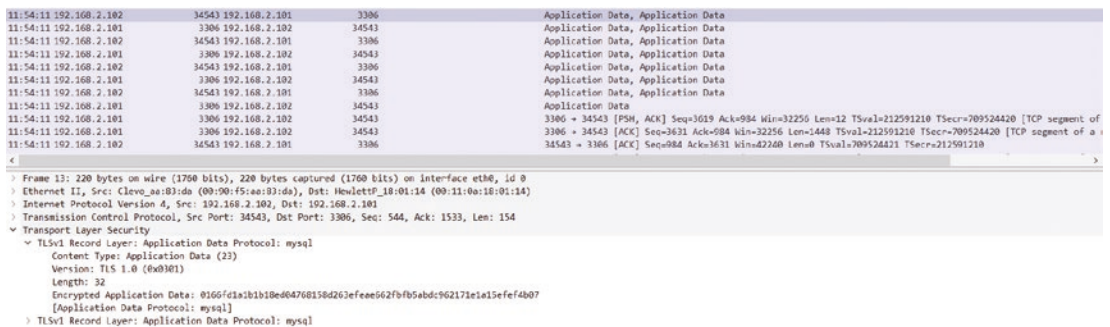 11:54:11 192.168.2.102 34543 192.168.2.101 3306 Application Data, Application Data
11:54:11 192.168.2.101 3306 192.168.2.102 34543 Application Data, Application Data
11:54:11 192.168.2.102 34543 192.168.2.101 3306 Application Data, Application Data
11:54:11 192.168.2.101 3306 192.168.2.102 34543 Application Data, Application Data
11:54:11 192.168.2.102 34543 192.168.2.101 3306 Application Data, Application Data
11:54:11 192.168.2.101 3306 192.168.2.102 34543 Application Data, Application Data
11:54:11 192.168.2.102 34543 192.168.2.101 3306 Application Data, Application Data
11:54:11 192.168.2.101 3306 192.168.2.102 34543 Application Data
11:54:11 192.168.2.101 3306 192.168.2.102 34543 3306 → 34543 [PSH, ACK] Seq=3619 Ack=984 Win=32256 Len=12 TSval=212591210 TSecr=709524420 [TCP segment of
11:54:11 192.168.2.101 3306 192.168.2.102 34543 3306 → 34543 [ACK] Seq=3631 Ack=984 Win=32256 Len=1448 TSval=212591210 TSecr=709524420 [TCP segment of a
11:54:11 192.168.2.102 34543 192.168.2.101 3306 34543 → 3306 [ACK] Seq=984 Ack=3631 Win=42240 Len=0 TSval=709524421 TSecr=212591210
Frame 13: 220 bytes on wire (1760 bits), 220 bytes captured (1760 bits) on interface eth0, id 0
Ethernet II, Src: Clevo_aa:83:da (00:90:f5:aa:83:da), Dst: HewlettP_18:01:14 (00:11:0a:18:01:14)
Internet Protocol Version 4, Src: 192.168.2.102, Dst: 192.168.2.101
Transmission Control Protocol, Src Port: 34543, Dst Port: 3306, Seq: 544, Ack: 1533, Len: 154
Transport Layer Security
TLSv1 Record Layer: Application Data Protocol: mysql
Content Type: Application Data (23)
Version: TLS 1.0 (0x0301)
Length: 32
Encrypted Application Data: 0166fd1a1b1b18ed04768158d263efeae662fbfb5abdc962171e1a15efef4b07
[Application Data Protocol: mysql]
TLSv1 Record Layer: Application Data Protocol: mysql